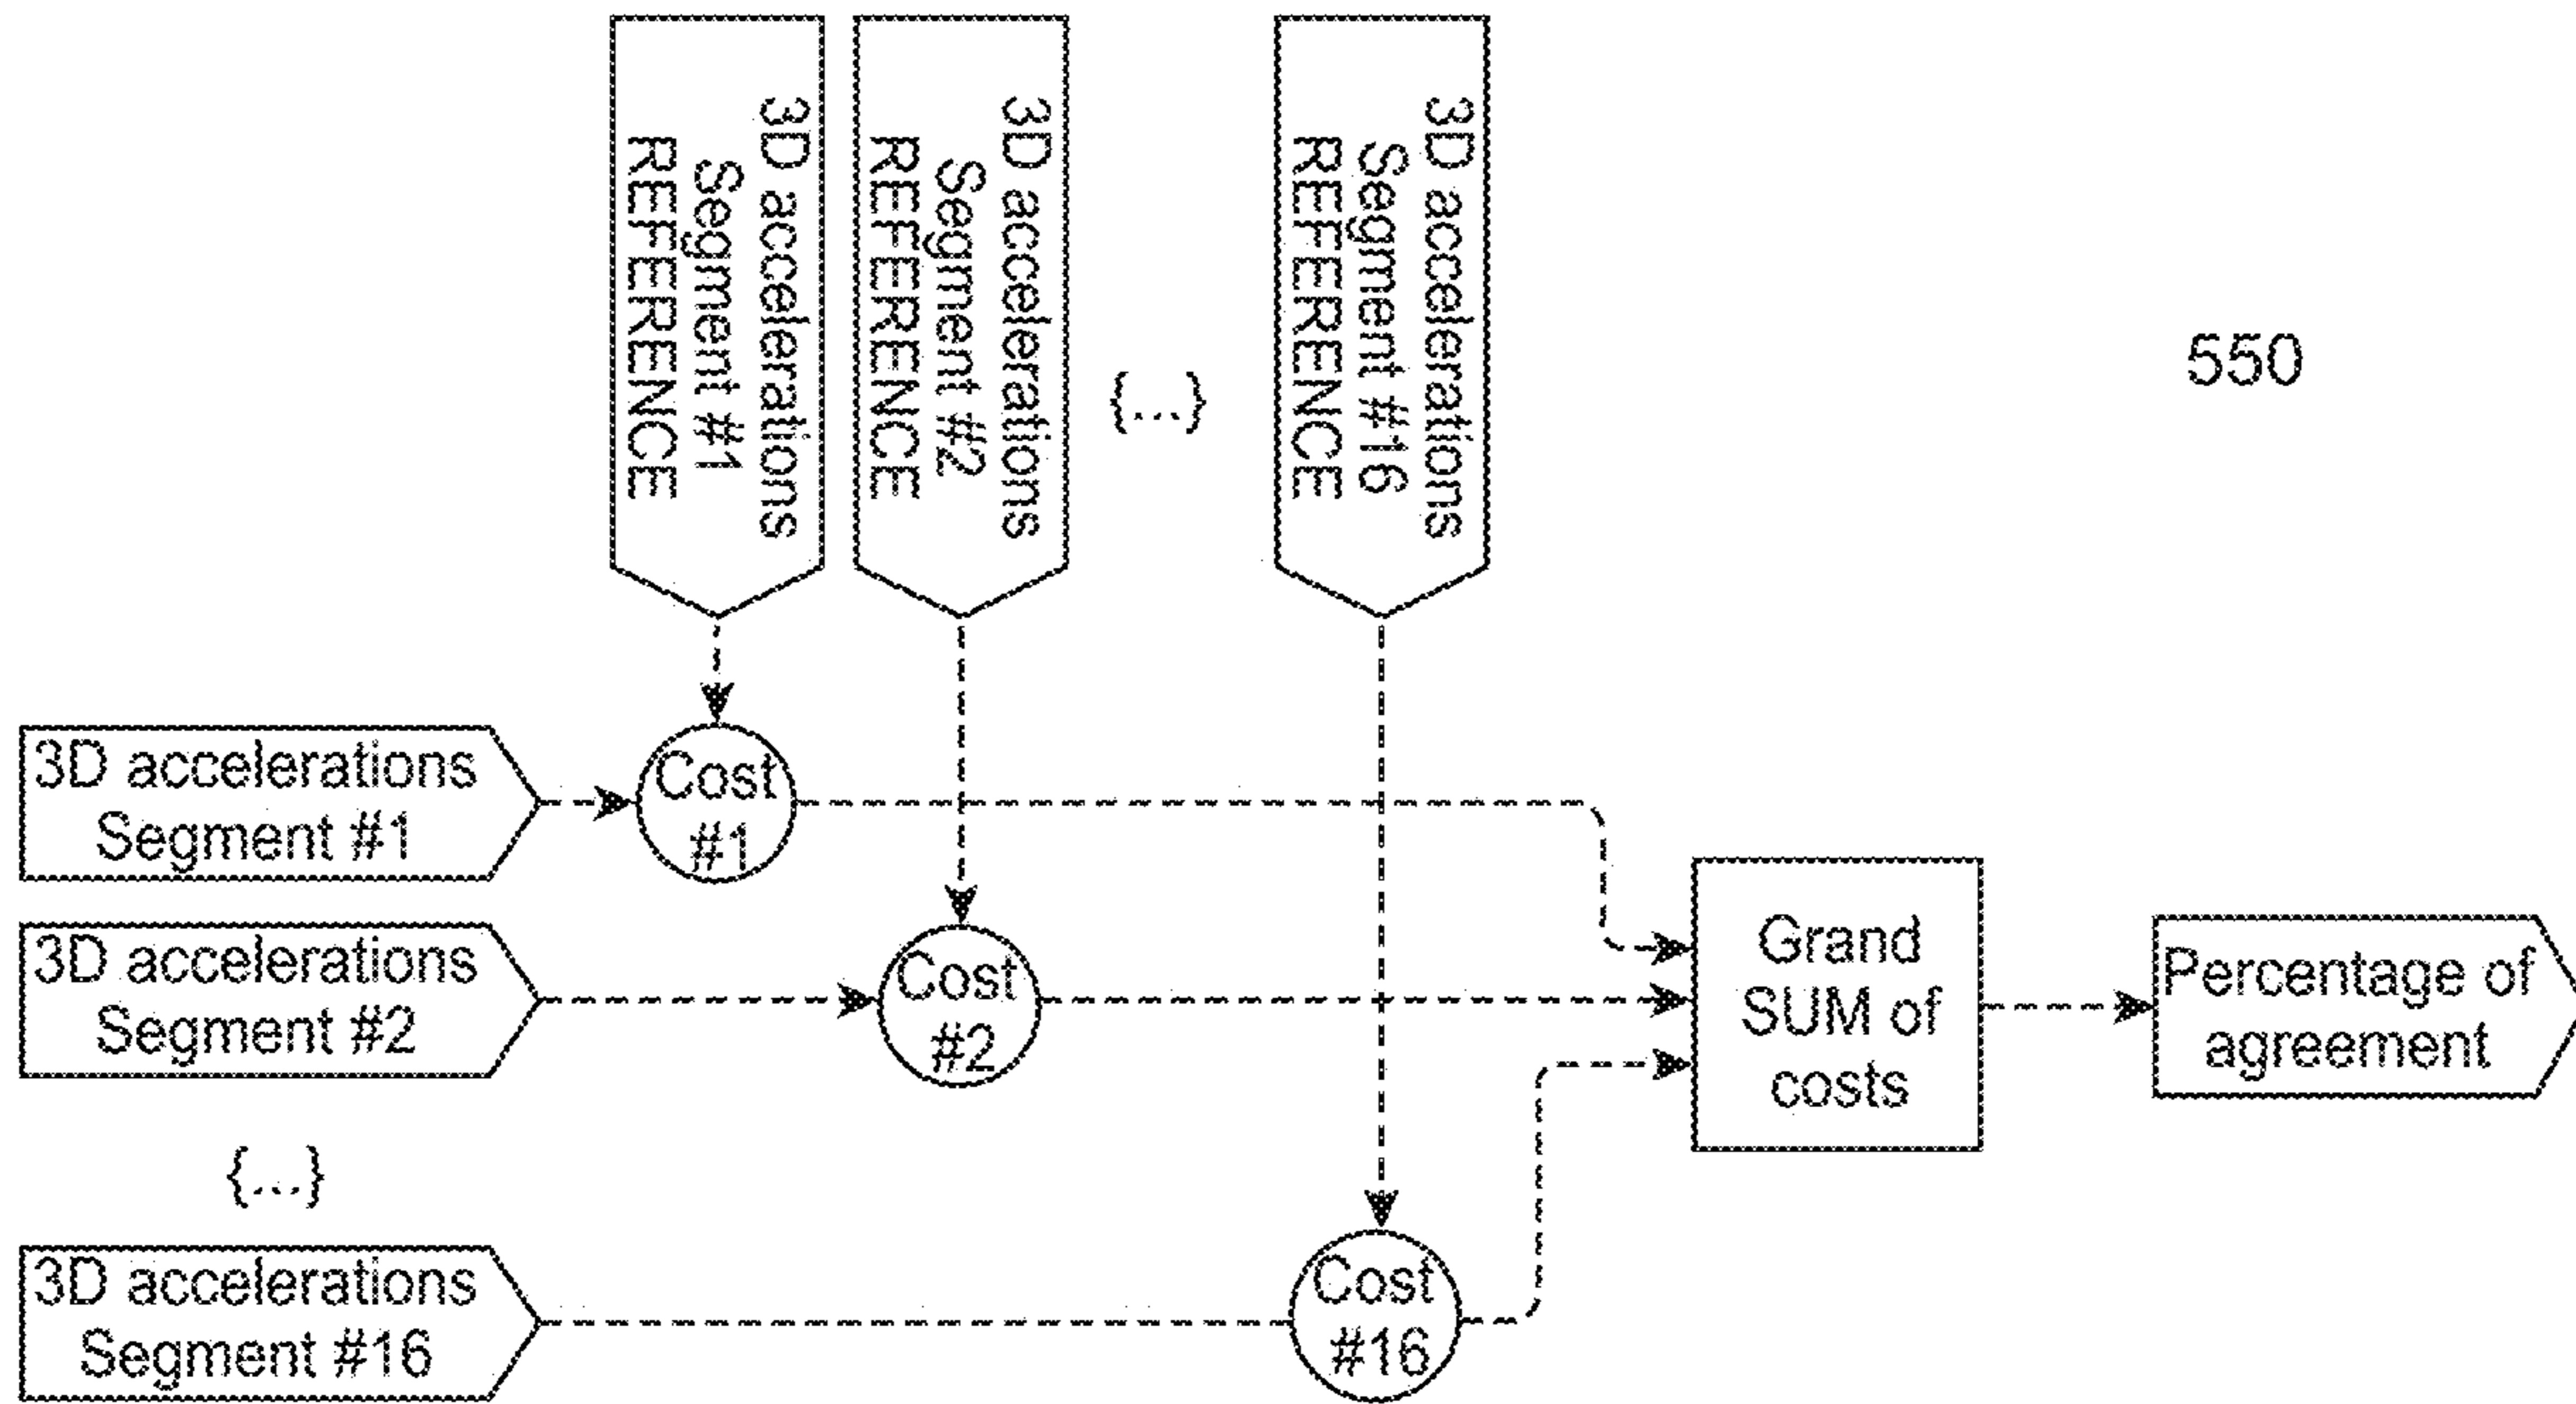 3D accelerations
Segment #1
REFERENCE
3D accelerations
Segment #2
REFERENCE
{...}
3D accelerations
Segment #16
REFERENCE
550
3D accelerations
Segment #1
Cost
#1
3D accelerations
Segment #2
Cost
#2
Grand
SUM of
costs
Percentage of
agreement
{...}
3D accelerations
Segment #16
Cost
#16